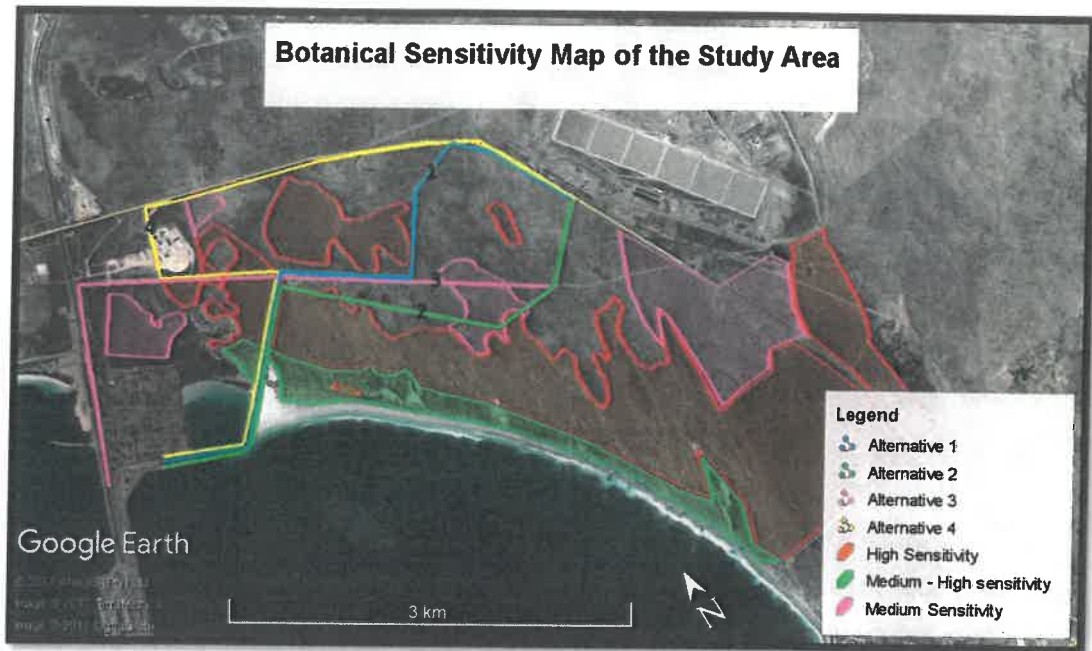 Botanical Sensitivity Map of the Study Area
2
3
2
Legend
Alternative 1
Alternative 2
Alternative 3
Alternative 4
High Sensitivity
Medium - High sensitivity
Medium Sensitivity
Google Earth
3 km
N